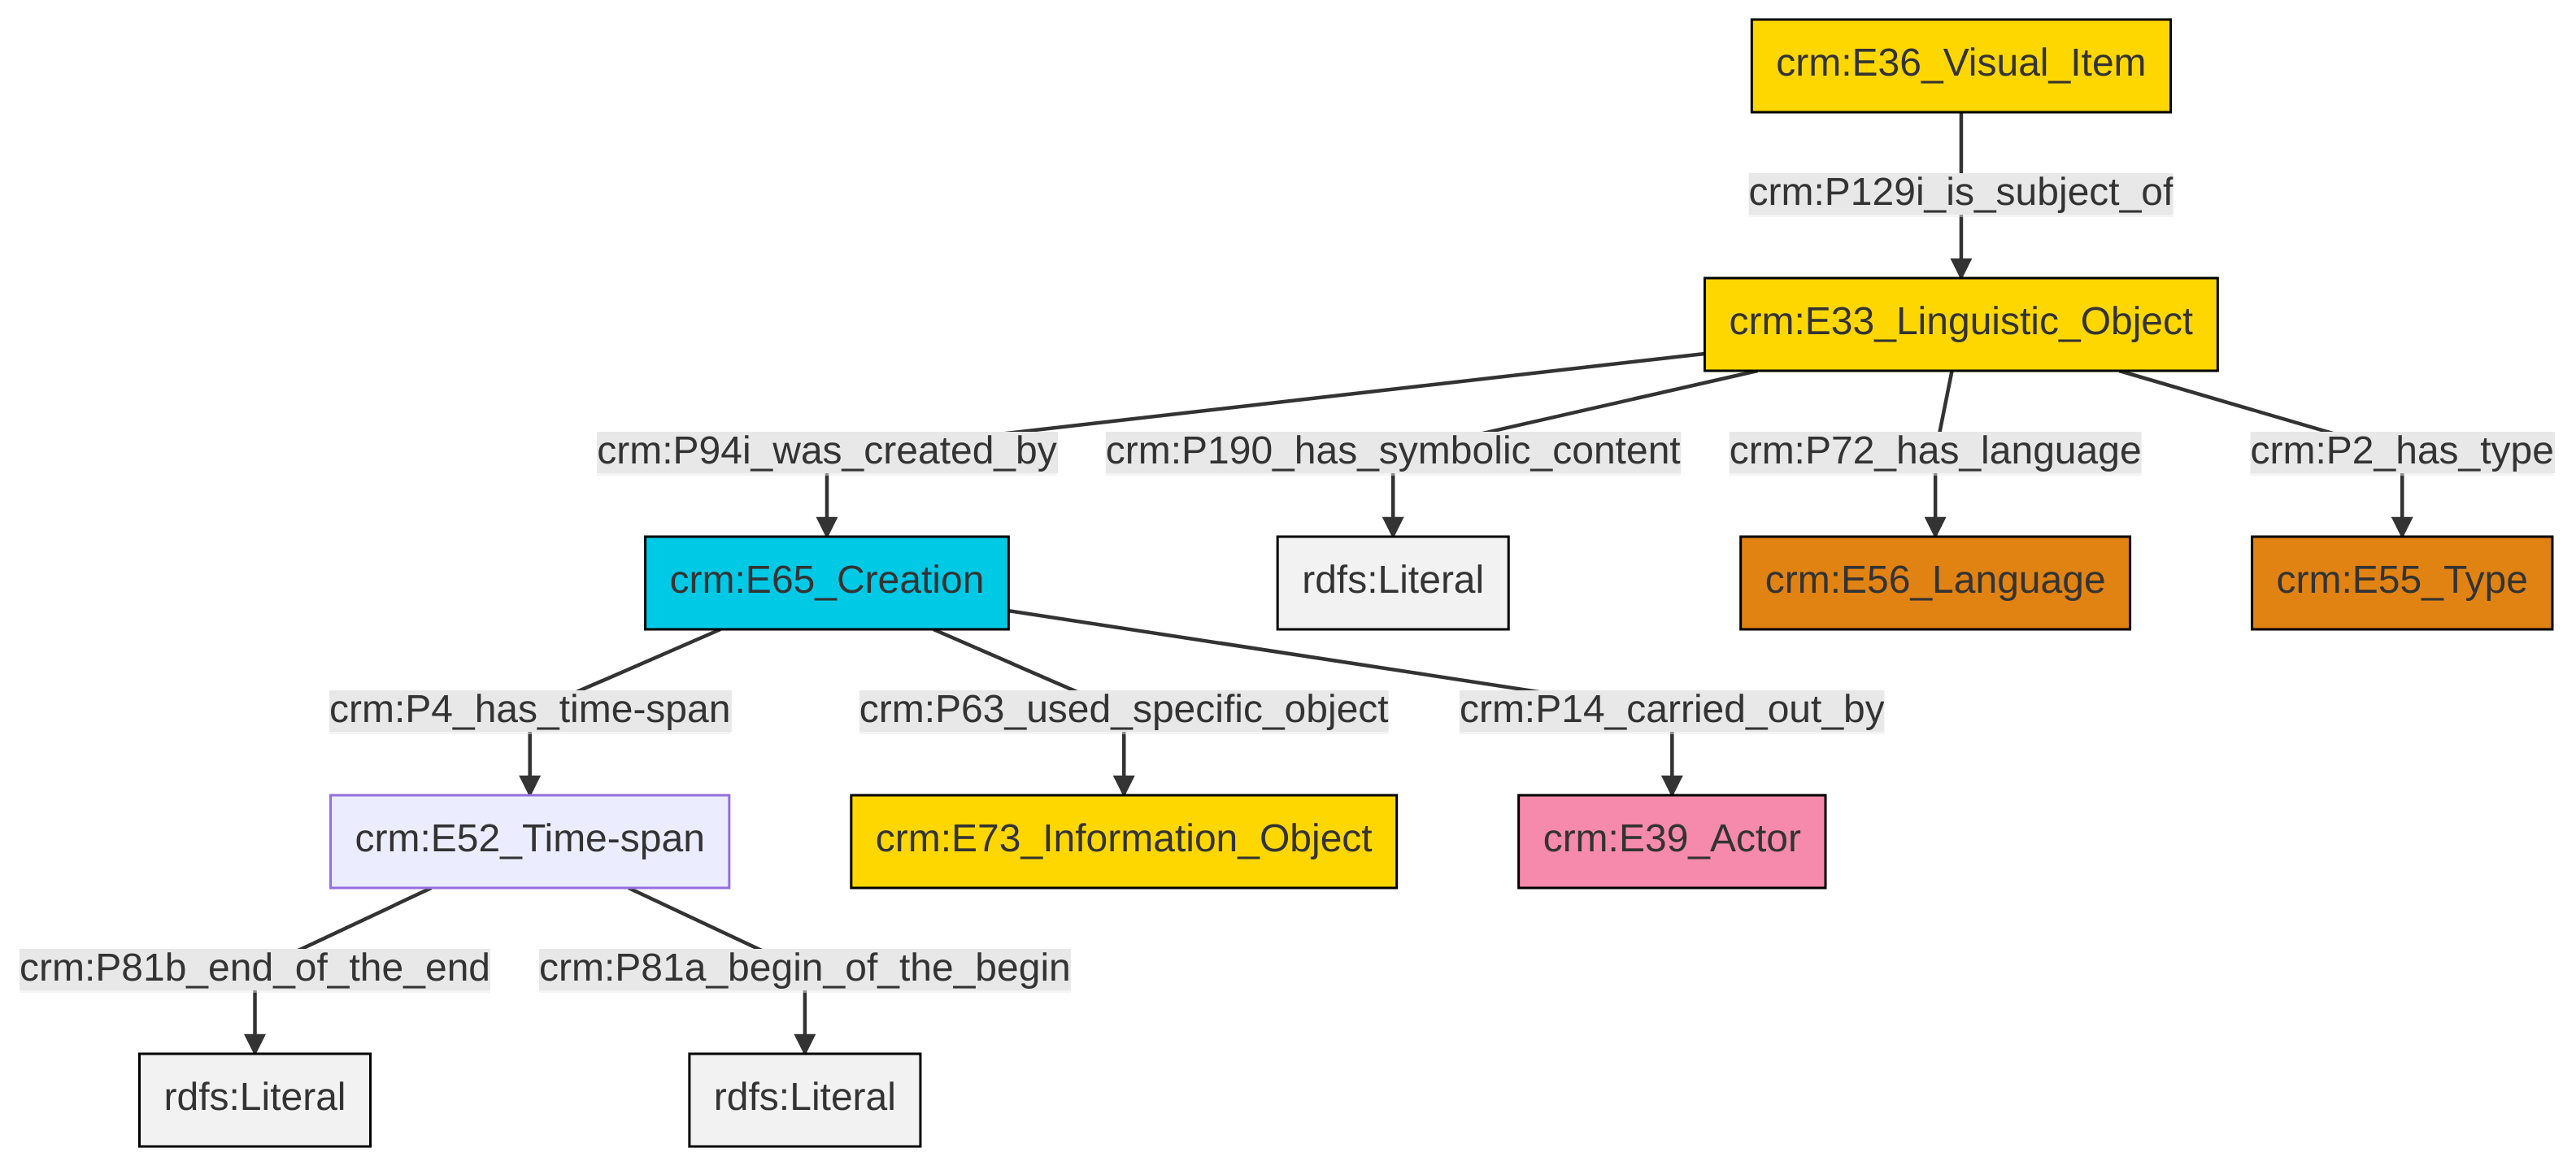 crm:E36_Visual_Item
crm:P129i_is_subject_of
crm:E33_Linguistic_Object
crm:P94i_was_created_by
crm:P190_has_symbolic_content
crm:P72_has_language
crm:P2_has_type
crm:E65_Creation
rdfs:Literal
crm:E56_Language
crm:E55_Type
crm:P4_has_time-span
crm:P63_used_specific_object
crm:P14_carried_out_by
crm:E52_Time-span
crm:E73_Information_Object
crm:E39_Actor
crm:P81b_end_of_the_end
crm:P81a_begin_of_the_begin
rdfs:Literal
rdfs:Literal